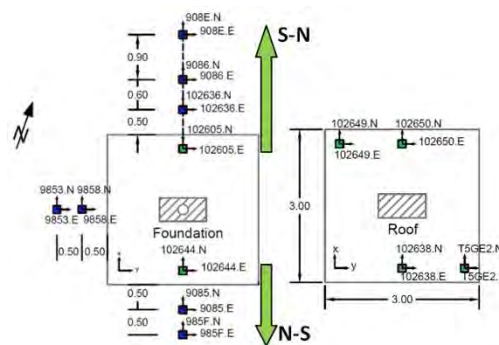 908E.N
908E.E
S-N
0.90
9086.N
9086.E
0.60
102636.N
102636.E
0.50
102605.N
102605.E
102649.N
102650.N
102649.E
102650.E
N
9853.N
9858.N
9853.E
9858.E
Foundation
Roof
3.00
0.50
0.50
x
y
102644.N
102644.E
x
y
102638.N
T5GE2.N
102638.E
T5GE2.E
0.50
9085.N
9085.E
3.00
0.50
985F.N
985F.E
N-S